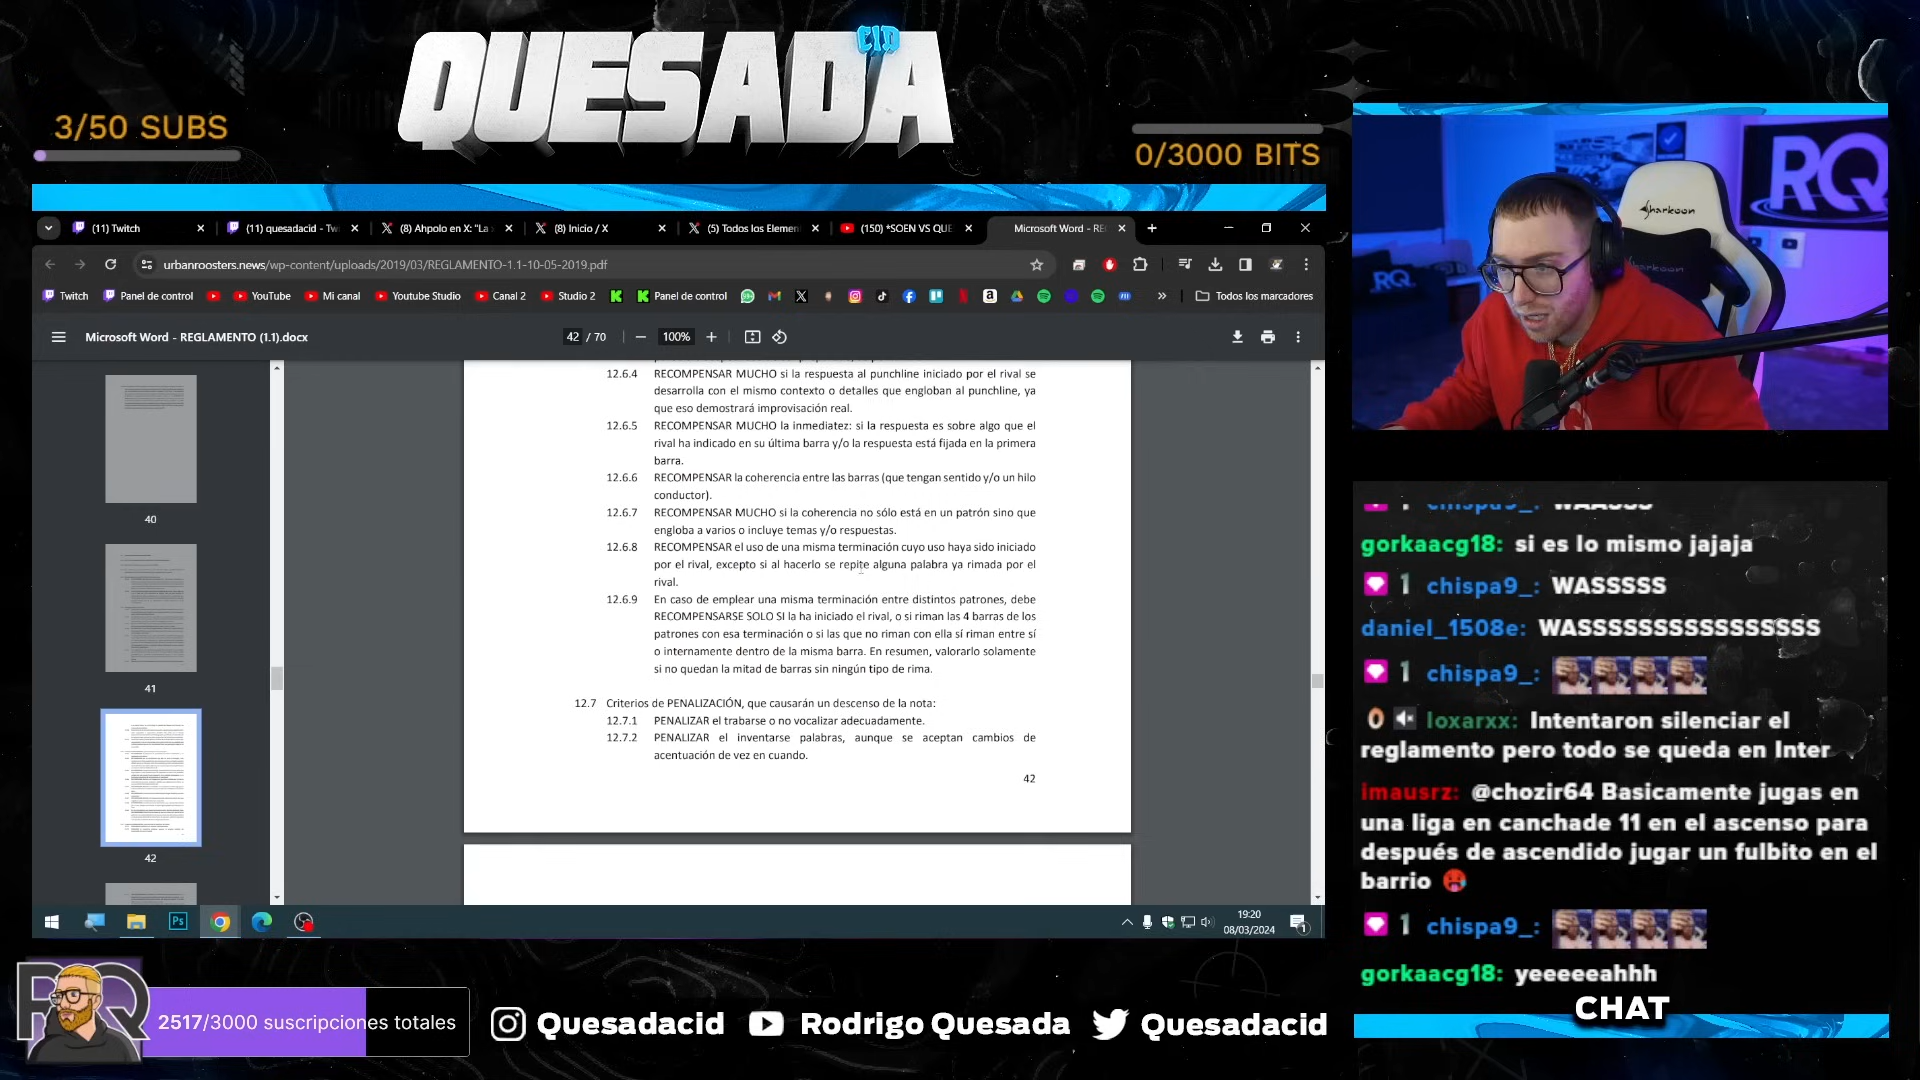 CID
QUESADA
3/50 SUBS
0/3000 BITS
(11) Twitch
(11) quesadacid - Tw
(8) Ahpolo en X: "La
(8) Inicio / X
(5) Todos los Elemen
(150) *SOEN VS QUE
Microsoft Word - RE
urbanroosters.news/wp-content/uploads/2019/03/REGLAMENTO-1.1-10-05-2019.pdf
Twitch
Panel de control
YouTube
Mi canal
Youtube Studio
Canal 2
Studio 2
Panel de control
Todos los marcadores
Microsoft Word - REGLAMENTO (1.1).docx
42 / 70
100%
40
41
42
12.6.4 RECOMPENSAR MUCHO si la respuesta al punchline iniciado por el rival se
desarrolla con el mismo contexto o detalles que engloban al punchline, ya
que eso demostrará improvisación real.
12.6.5 RECOMPENSAR MUCHO la inmediatez: si la respuesta es sobre algo que el
rival ha indicado en su última barra y/o la respuesta está fijada en la primera
barra.
12.6.6 RECOMPENSAR la coherencia entre las barras (que tengan sentido y/o un hilo
conductor).
12.6.7 RECOMPENSAR MUCHO si la coherencia no sólo está en un patrón sino que
engloba a varios o incluye temas y/o respuestas.
12.6.8 RECOMPENSAR el uso de una misma terminación cuyo uso haya sido iniciado
por el rival, excepto si al hacerlo se repite alguna palabra ya rimada por el
rival.
12.6.9 En caso de emplear una misma terminación entre distintos patrones, debe
RECOMPENSARSE SOLO SI la ha iniciado el rival, o si riman las 4 barras de los
patrones con esa terminación o si las que no riman con ella sí riman entre sí
o internamente dentro de la misma barra. En resumen, valorarlo solamente
si no quedan la mitad de barras sin ningún tipo de rima.
12.7 Criterios de PENALIZACIÓN, que causarán un descenso de la nota:
12.7.1 PENALIZAR el trabarse o no vocalizar adecuadamente.
12.7.2 PENALIZAR el inventarse palabras, aunque se aceptan cambios de
acentuación de vez en cuando.
42
Ps
19:20
08/03/2024
RQ
RQ
Sharkoon
Sharkoon
1 chispa9_: WAASSS
gorkaacg18: si es lo mismo jajaja
1 chispa9_: WASSSSS
daniel_1508e: WASSSSSSSSSSSSSSSS
1 chispa9_:
loxarxx: Intentaron silenciar el
reglamento pero todo se queda en Inter
lmausrz: @chozir64 Basicamente jugas en
una liga en canchade 11 en el ascenso para
después de ascendido jugar un fulbito en el
barrio
1 chispa9_:
gorkaacg18: yeeeeeahhh
CHAT
RQ
2517/3000 suscripciones totales
Quesadacid
Rodrigo Quesada
Quesadacid